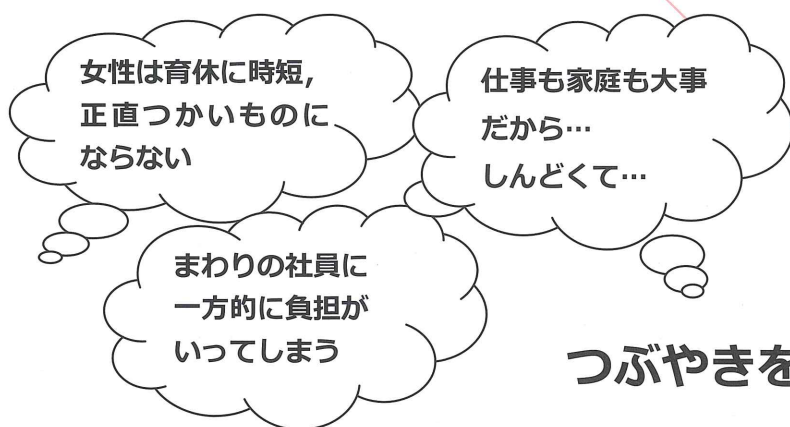 女性は育休に時短,
正直つかいものに
ならない
仕事も家庭も大事
だから…
しんどくて…
まわりの社員に
一方的に負担が
いってしまう
つぶやきを